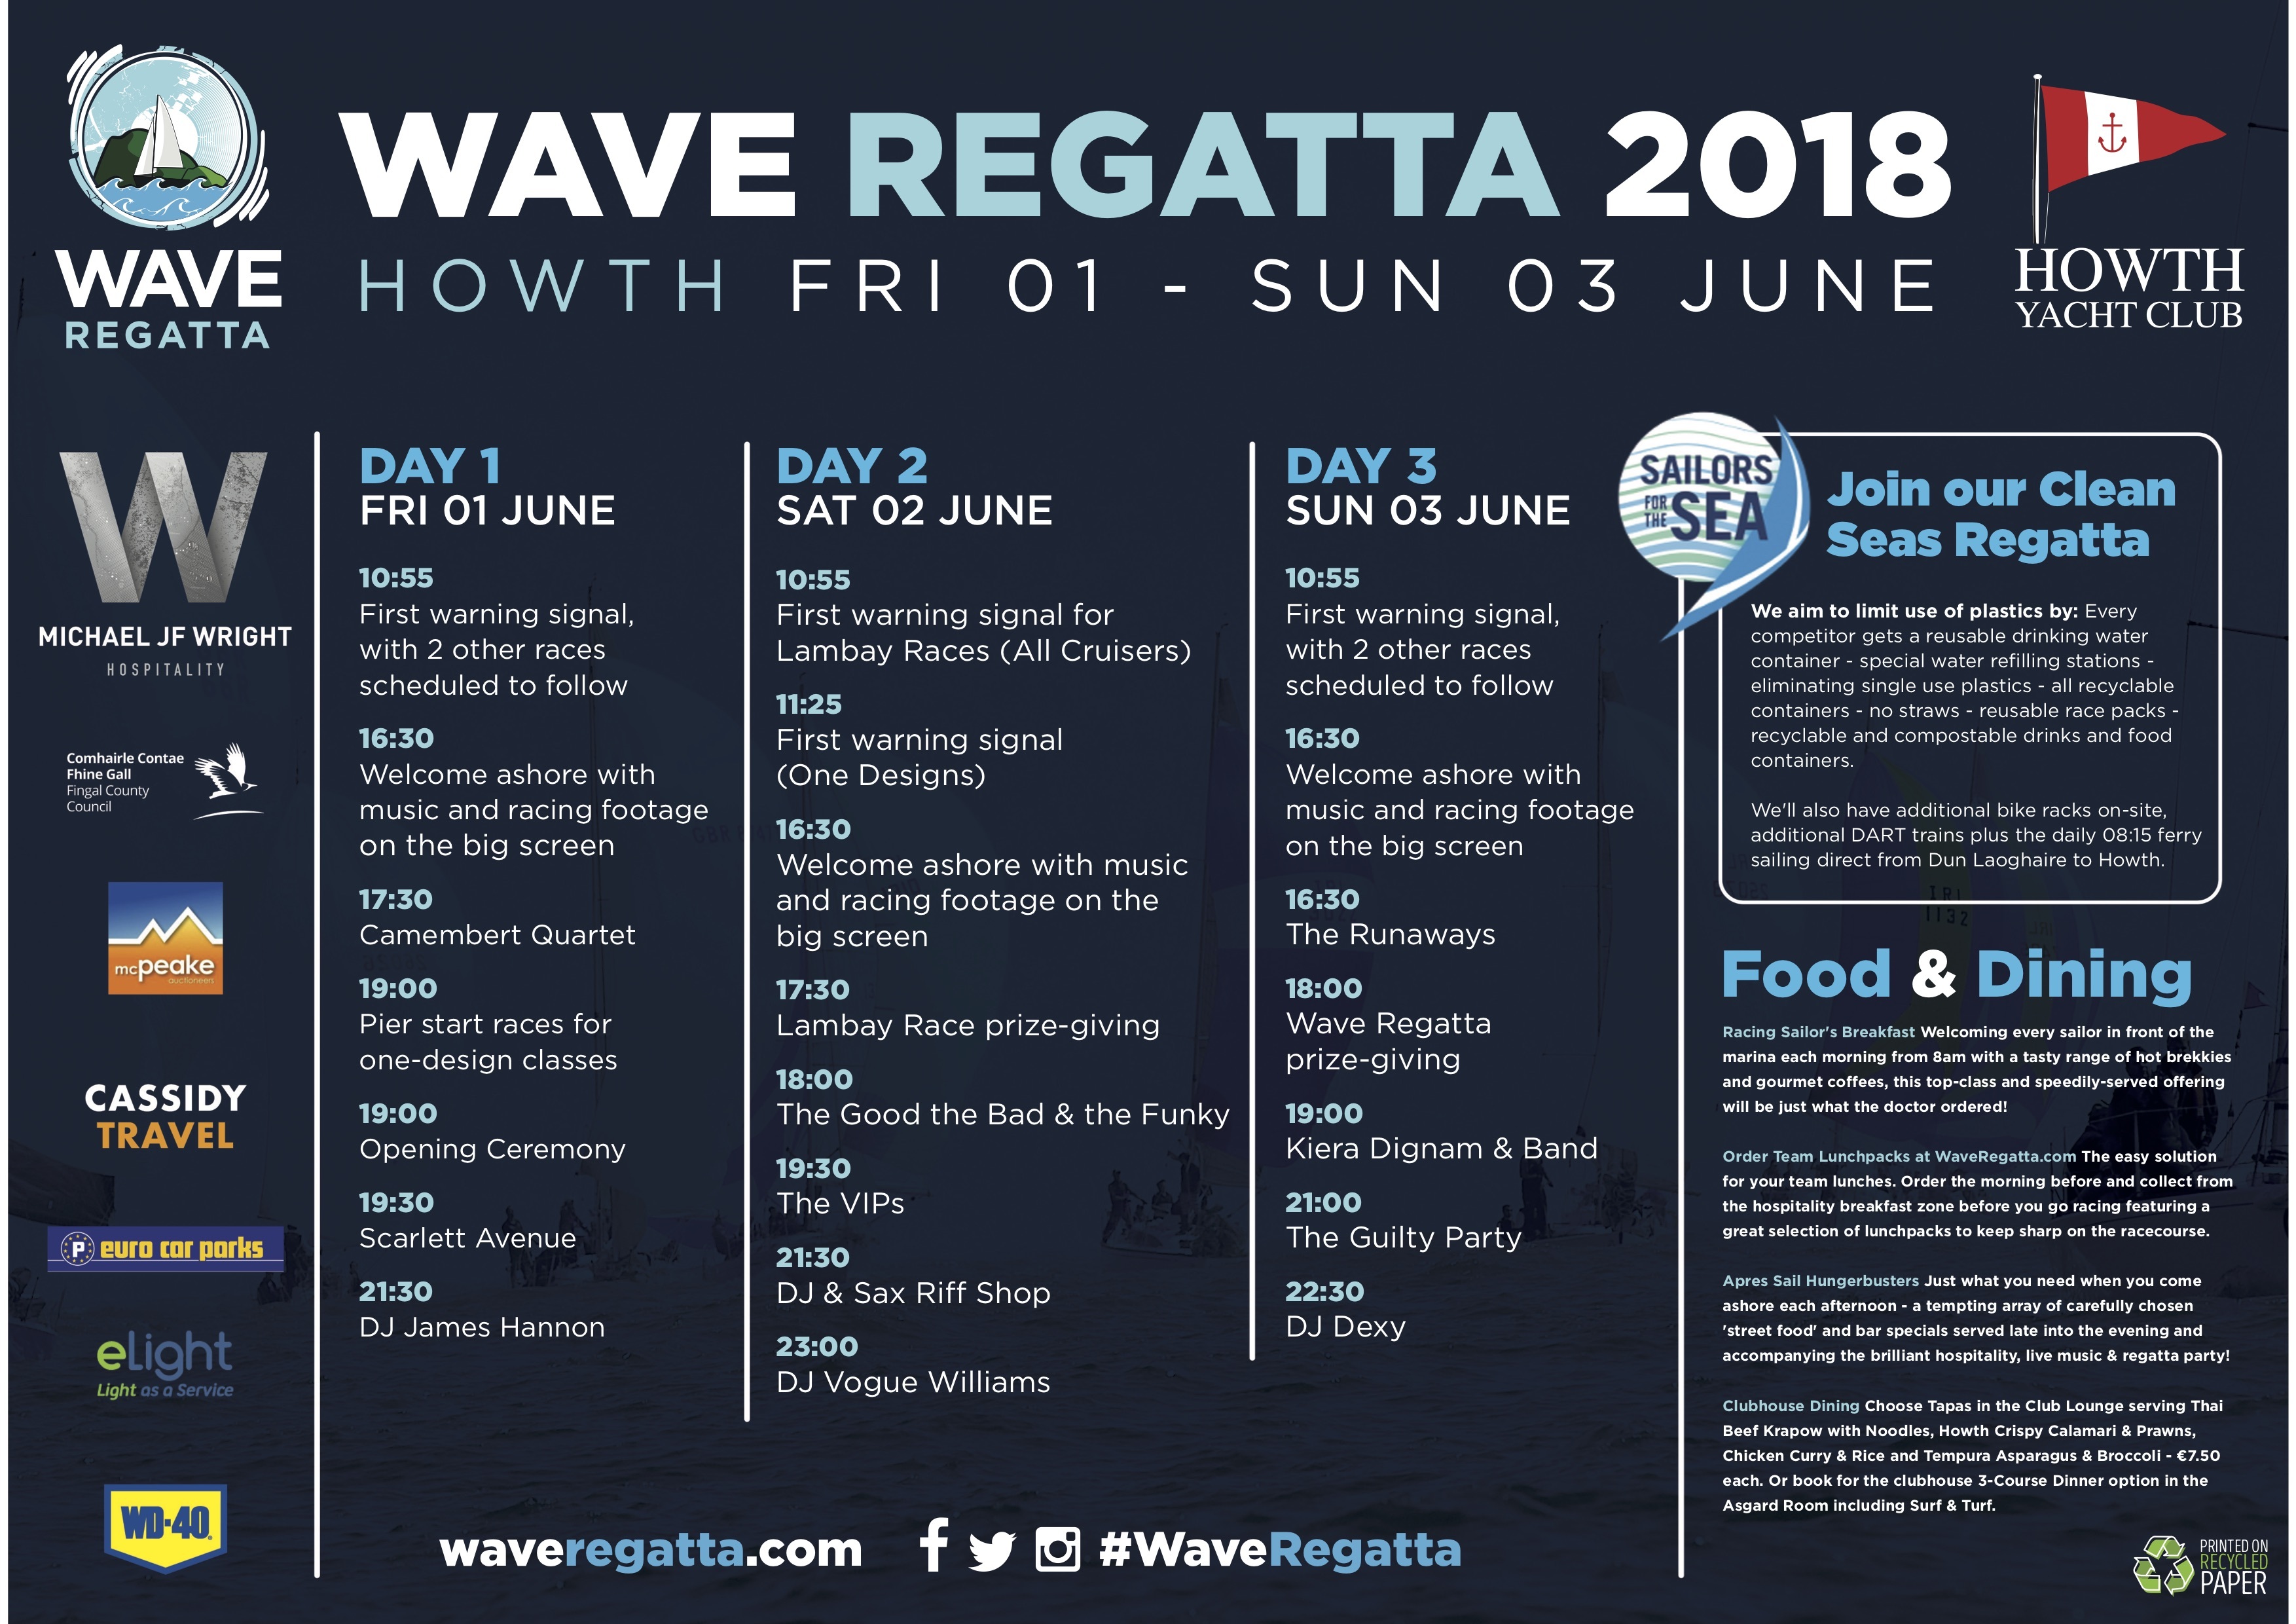 WAVE REGATTA 2018
HOWTH FRI 01 - SUN 03 JUNE
WAVE
REGATTA
HOWTH
YACHT CLUB
W
MICHAEL JF WRIGHT
HOSPITALITY
Comhairle Contae
Fhine Gall
Fingal County
Council
mcpeake
auctioneers
CASSIDY
TRAVEL
P euro car parks
elight
Light as a Service
WD-40
DAY 1
FRI 01 JUNE
10:55
First warning signal,
with 2 other races
scheduled to follow
16:30
Welcome ashore with
music and racing footage
on the big screen
17:30
Camembert Quartet
19:00
Pier start races for
one-design classes
19:00
Opening Ceremony
19:30
Scarlett Avenue
21:30
DJ James Hannon
DAY 2
SAT 02 JUNE
10:55
First warning signal for
Lambay Races (All Cruisers)
11:25
First warning signal
(One Designs)
16:30
Welcome ashore with music
and racing footage on the
big screen
17:30
Lambay Race prize-giving
18:00
The Good the Bad & the Funky
19:30
The VIPs
21:30
DJ & Sax Riff Shop
23:00
DJ Vogue Williams
DAY 3
SUN 03 JUNE
10:55
First warning signal,
with 2 other races
scheduled to follow
16:30
Welcome ashore with
music and racing footage
on the big screen
16:30
The Runaways
18:00
Wave Regatta
prize-giving
19:00
Kiera Dignam & Band
21:00
The Guilty Party
22:30
DJ Dexy
SAILORS
FOR THE SEA
Join our Clean
Seas Regatta
We aim to limit use of plastics by: Every
competitor gets a reusable drinking water
container - special water refilling stations -
eliminating single use plastics - all recyclable
containers - no straws - reusable race packs -
recyclable and compostable drinks and food
containers.
We'll also have additional bike racks on-site,
additional DART trains plus the daily 08:15 ferry
sailing direct from Dun Laoghaire to Howth.
IRL
1132
Food & Dining
Racing Sailor's Breakfast Welcoming every sailor in front of the
marina each morning from 8am with a tasty range of hot brekkies
and gourmet coffees, this top-class and speedily-served offering
will be just what the doctor ordered!
Order Team Lunchpacks at WaveRegatta.com The easy solution
for your team lunches. Order the morning before and collect from
the hospitality breakfast zone before you go racing featuring a
great selection of lunchpacks to keep sharp on the racecourse.
Apres Sail Hungerbusters Just what you need when you come
ashore each afternoon - a tempting array of carefully chosen
'street food' and bar specials served late into the evening and
accompanying the brilliant hospitality, live music & regatta party!
Clubhouse Dining Choose Tapas in the Club Lounge serving Thai
Beef Krapow with Noodles, Howth Crispy Calamari & Prawns,
Chicken Curry & Rice and Tempura Asparagus & Broccoli - €7.50
each. Or book for the clubhouse 3-Course Dinner option in the
Asgard Room including Surf & Turf.
waveregatta.com
#WaveRegatta
PRINTED ON
RECYCLED
PAPER